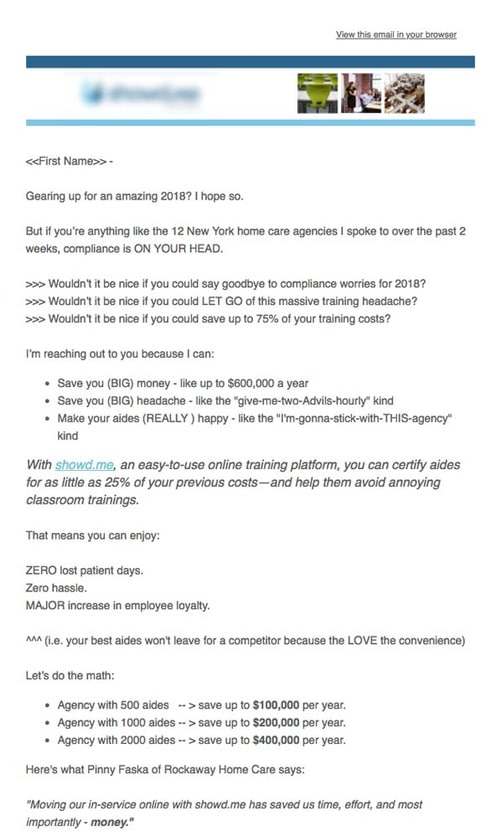 View this email in your browser
showd.me
<<First Name>> -
Gearing up for an amazing 2018? I hope so.
But if you're anything like the 12 New York home care agencies I spoke to over the past 2
weeks, compliance is ON YOUR HEAD.
>>> Wouldn't it be nice if you could say goodbye to compliance worries for 2018?
>>> Wouldn't it be nice if you could LET GO of this massive training headache?
>>> Wouldn't it be nice if you could save up to 75% of your training costs?
I'm reaching out to you because I can:
• Save you (BIG) money - like up to $600,000 a year
• Save you (BIG) headache - like the "give-me-two-Advils-hourly" kind
• Make your aides (REALLY ) happy - like the "I'm-gonna-stick-with-THIS-agency"
kind
With showd.me, an easy-to-use online training platform, you can certify aides
for as little as 25% of your previous costs—and help them avoid annoying
classroom trainings.
That means you can enjoy:
ZERO lost patient days.
Zero hassle.
MAJOR increase in employee loyalty.
^^^ (i.e. your best aides won't leave for a competitor because the LOVE the convenience)
Let's do the math:
• Agency with 500 aides -- > save up to $100,000 per year.
• Agency with 1000 aides -- > save up to $200,000 per year.
• Agency with 2000 aides -- > save up to $400,000 per year.
Here's what Pinny Faska of Rockaway Home Care says:
"Moving our in-service online with showd.me has saved us time, effort, and most
importantly - money."